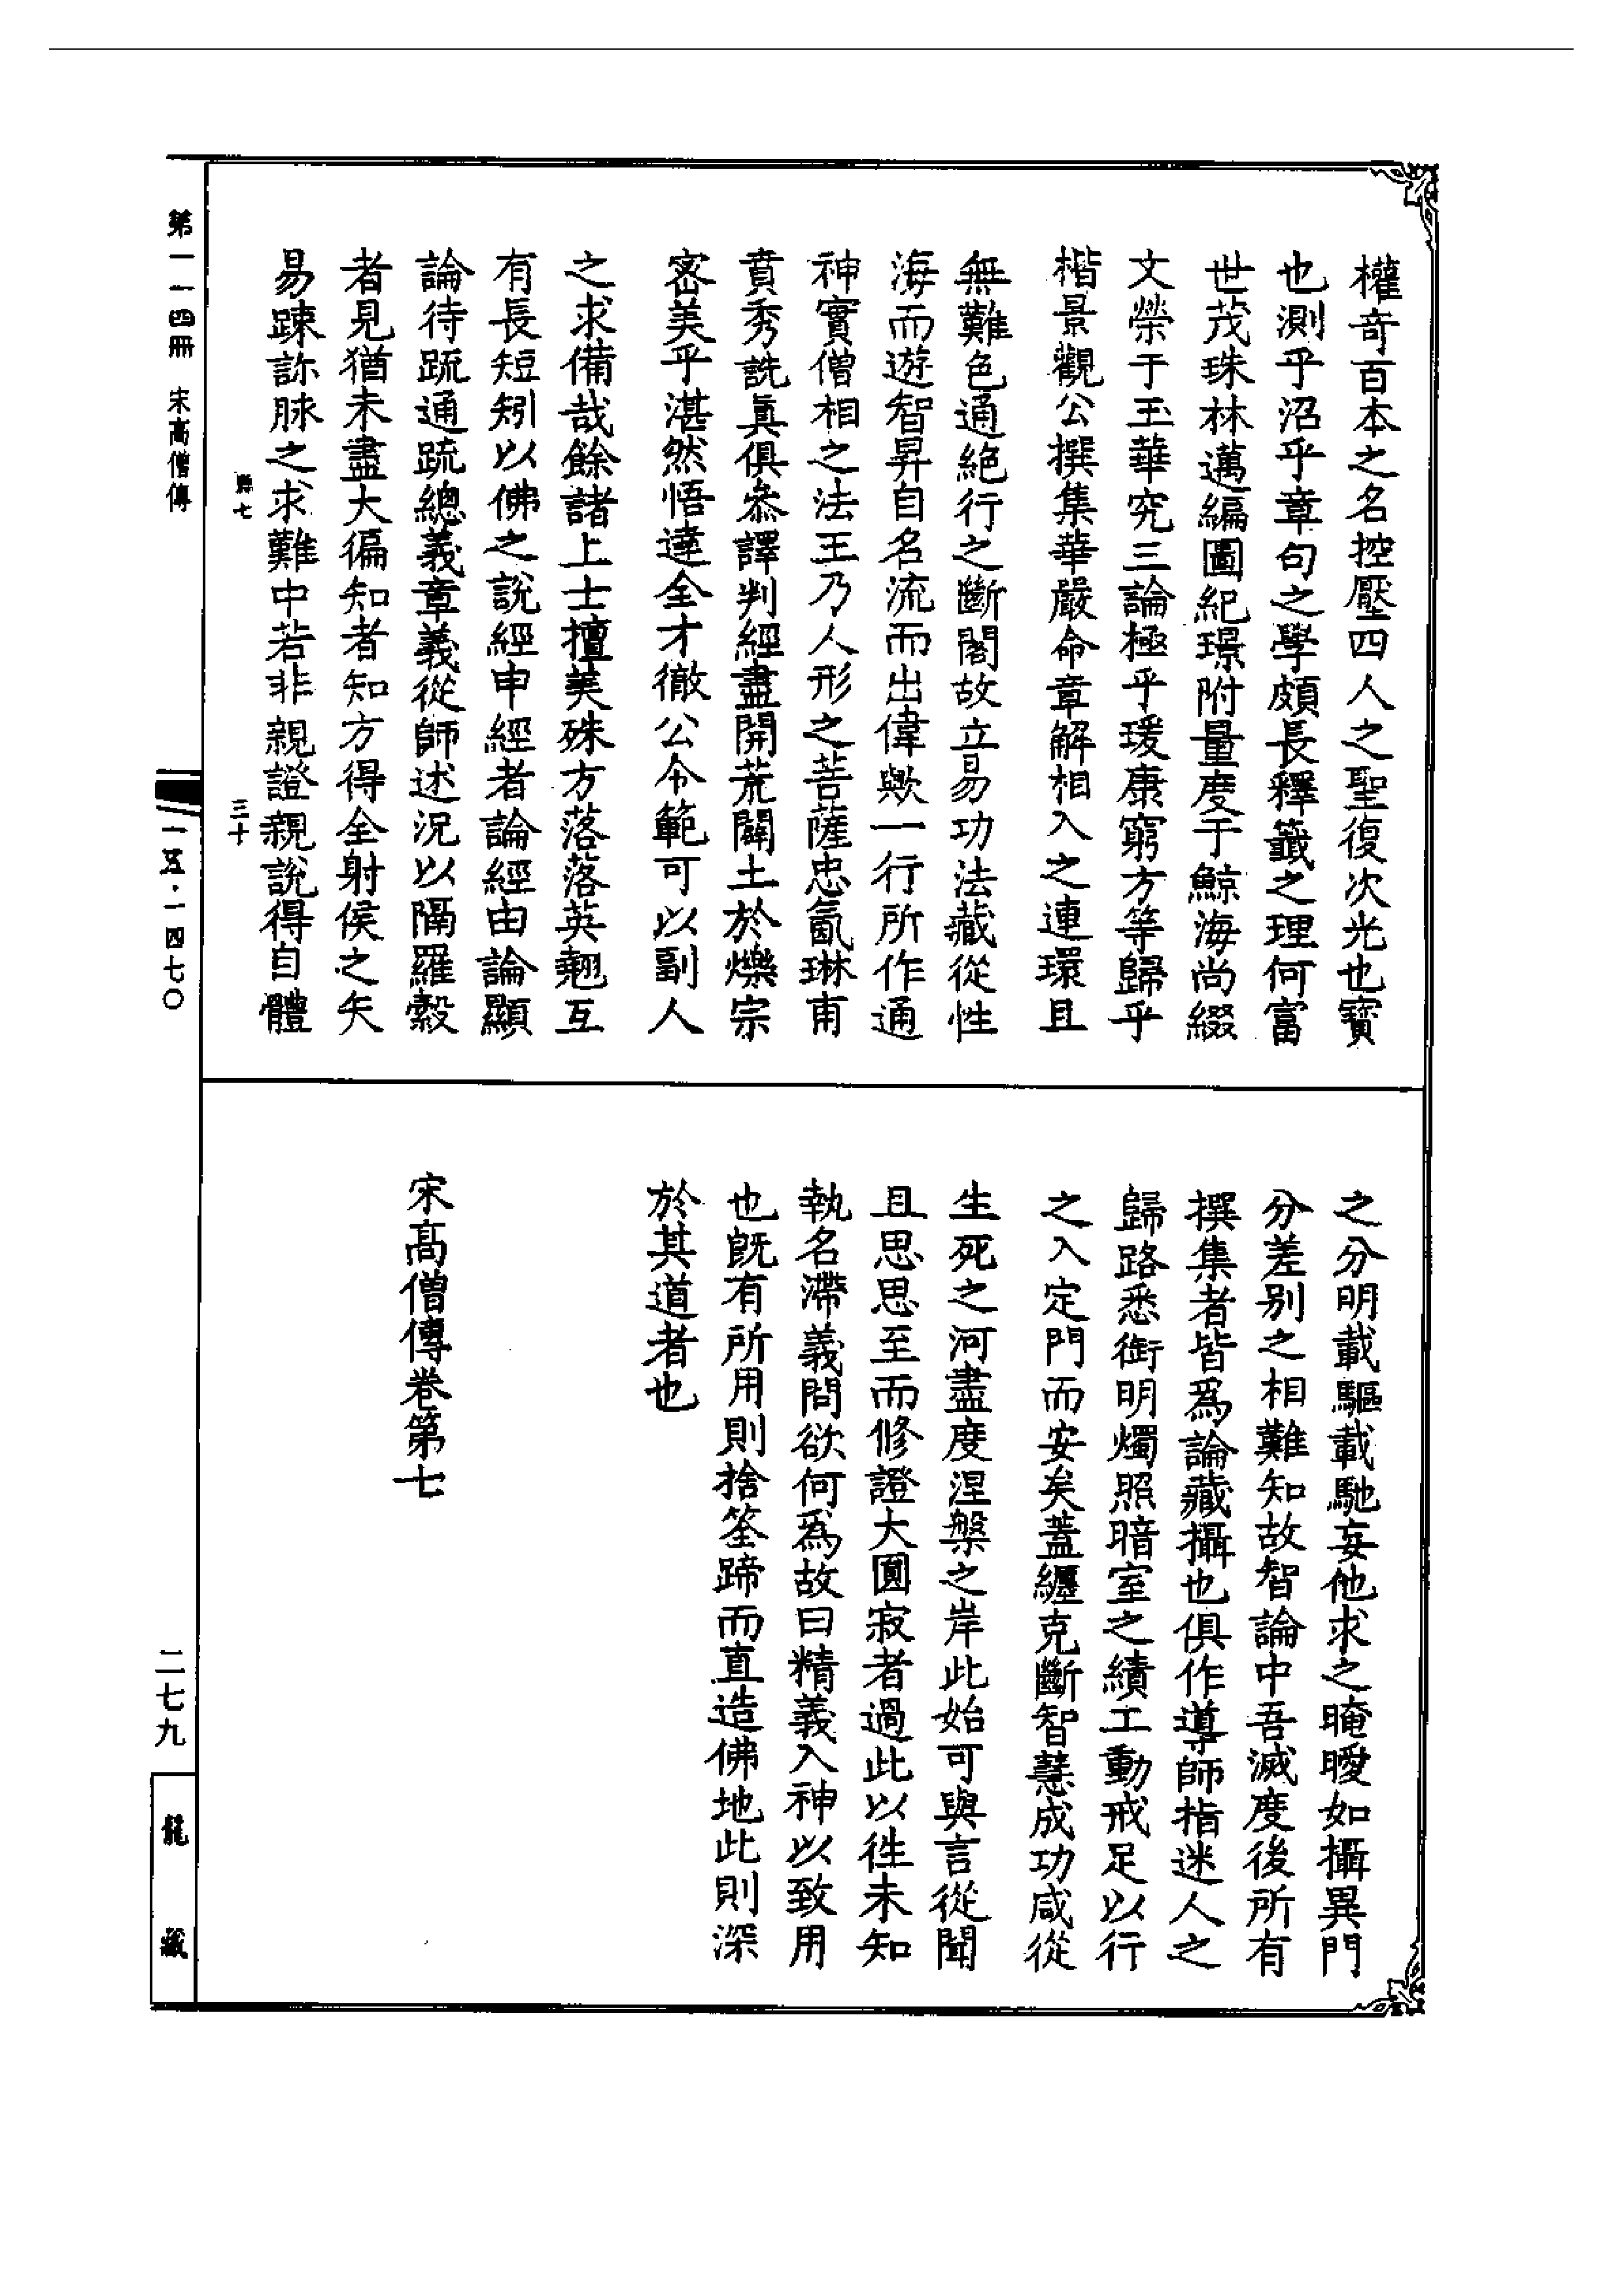 權奇百本之名控壓四人之聖復次光也寶
也測乎沼乎章句之學頗長釋籤之理何富
世茂珠林邁編圖紀璟附量度于鯨海尚綴
文榮于玉華究三論極乎瑗康窮方等歸乎
楷景觀公撰集華嚴命章解相入之連環且
無難色通絕行之斷閣故立易功法藏從性
海而遊智昇自名流而出偉歟一行所作通
神實僧相之法王乃人形之菩薩忠氤琳甫
賁秀詵真俱叅譯判經盡開荒闢土於爍宗
密美乎湛然悟達全才徹公令範可以副人
之求備哉餘諸上士擅美殊方落落英翹互
有長短矧以佛之說經申經者論經由論顯
論待䟽通䟽總義章義從師述況以隔羅縠
者見猶未盡大徧知者知方得全射侯之矢
易踈診脉之求難中若非親證親說得自體
之分明載驅載馳妄他求之晻曖如攝異門
分差別之相難知故智論中吾滅度後所有
撰集者皆爲論藏攝也俱作導師指迷人之
歸路悉銜明燭照暗室之績工動戒足以行
之入定門而安矣蓋纏克斷智慧成功咸從
生死之河盡度涅槃之岸此始可與言從聞
且思思至而修證大圓寂者過此以徃未知
執名滯義問欲何爲故曰精義入神以致用
也旣有所用則捨筌蹄而直造佛地此則深
於其道者也
宋高僧傳卷第七
縣七
三十
第一一四冊 宋高僧傳
一五·一四七〇
二七九
龍藏